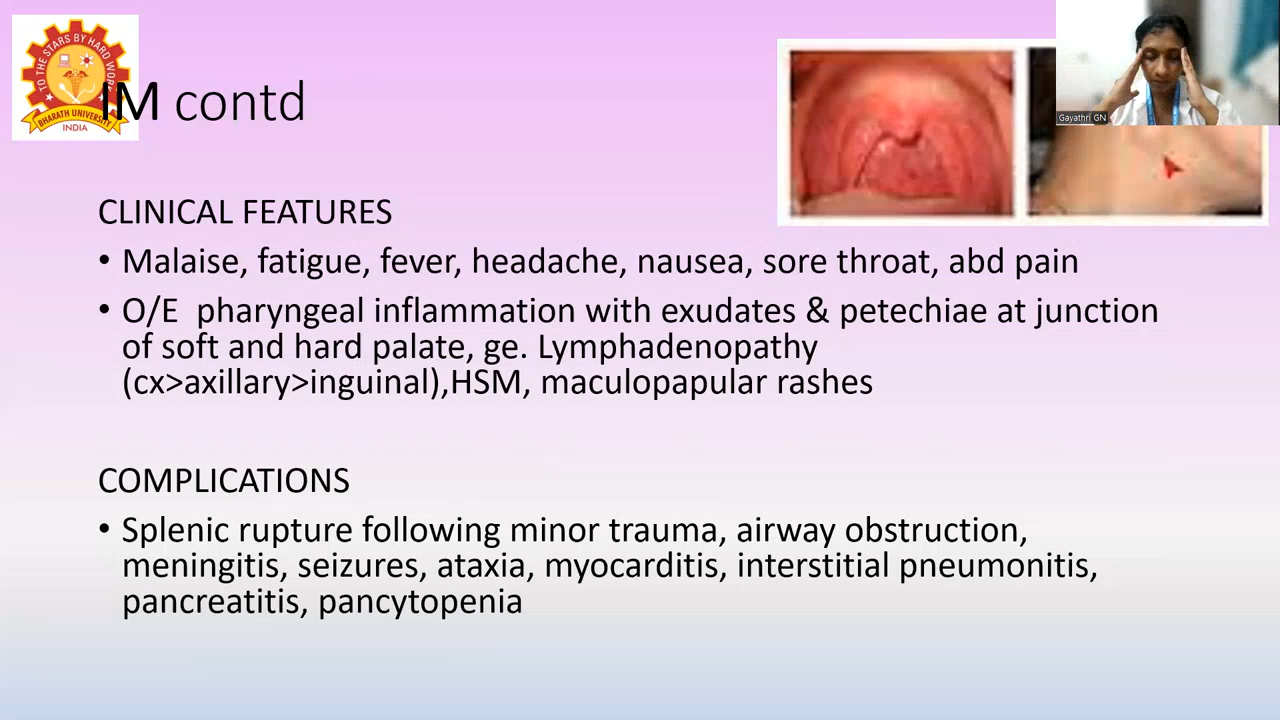 TO THE STARS BY HARD WORK
BHARATH UNIVERSITY
INDIA
IM contd
Gayathri GN
CLINICAL FEATURES
• Malaise, fatigue, fever, headache, nausea, sore throat, abd pain
• O/E  pharyngeal inflammation with exudates & petechiae at junction
of soft and hard palate, ge. Lymphadenopathy
(cx>axillary>inguinal),HSM, maculopapular rashes
COMPLICATIONS
• Splenic rupture following minor trauma, airway obstruction,
meningitis, seizures, ataxia, myocarditis, interstitial pneumonitis,
pancreatitis, pancytopenia